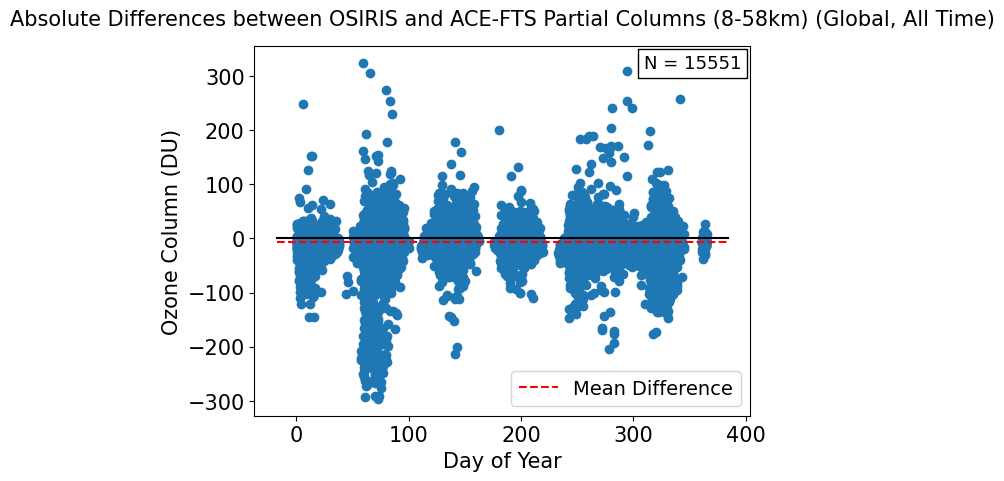 Absolute Differences between OSIRIS and ACE-FTS Partial Columns (8-58km) (Global, All Time)
N = 15551
300
200
100
0
−100
−200
−300
Ozone Column (DU)
Mean Difference
0 100 200 300 400
Day of Year